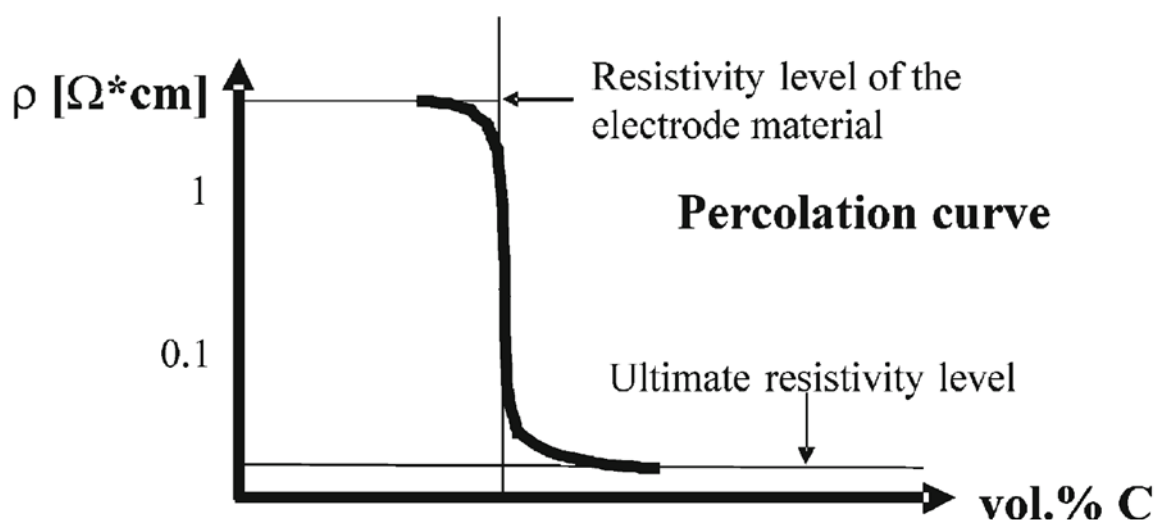 ρ [Ω*cm]
Resistivity level of the
electrode material
1
Percolation curve
0.1
Ultimate resistivity level
vol.% C